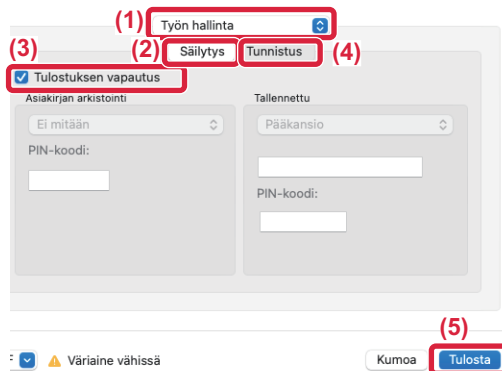 (1)
Työn hallinta
(3)
(2)
Säilytys
Tunnistus
(4)
Tulostuksen vapautus
Asiakirjan arkistointi
Tallennettu
Ei mitään
Pääkansio
PIN-koodi:
PIN-koodi:
(5)
F
Väriaine vähissä
Kumoa
Tulosta